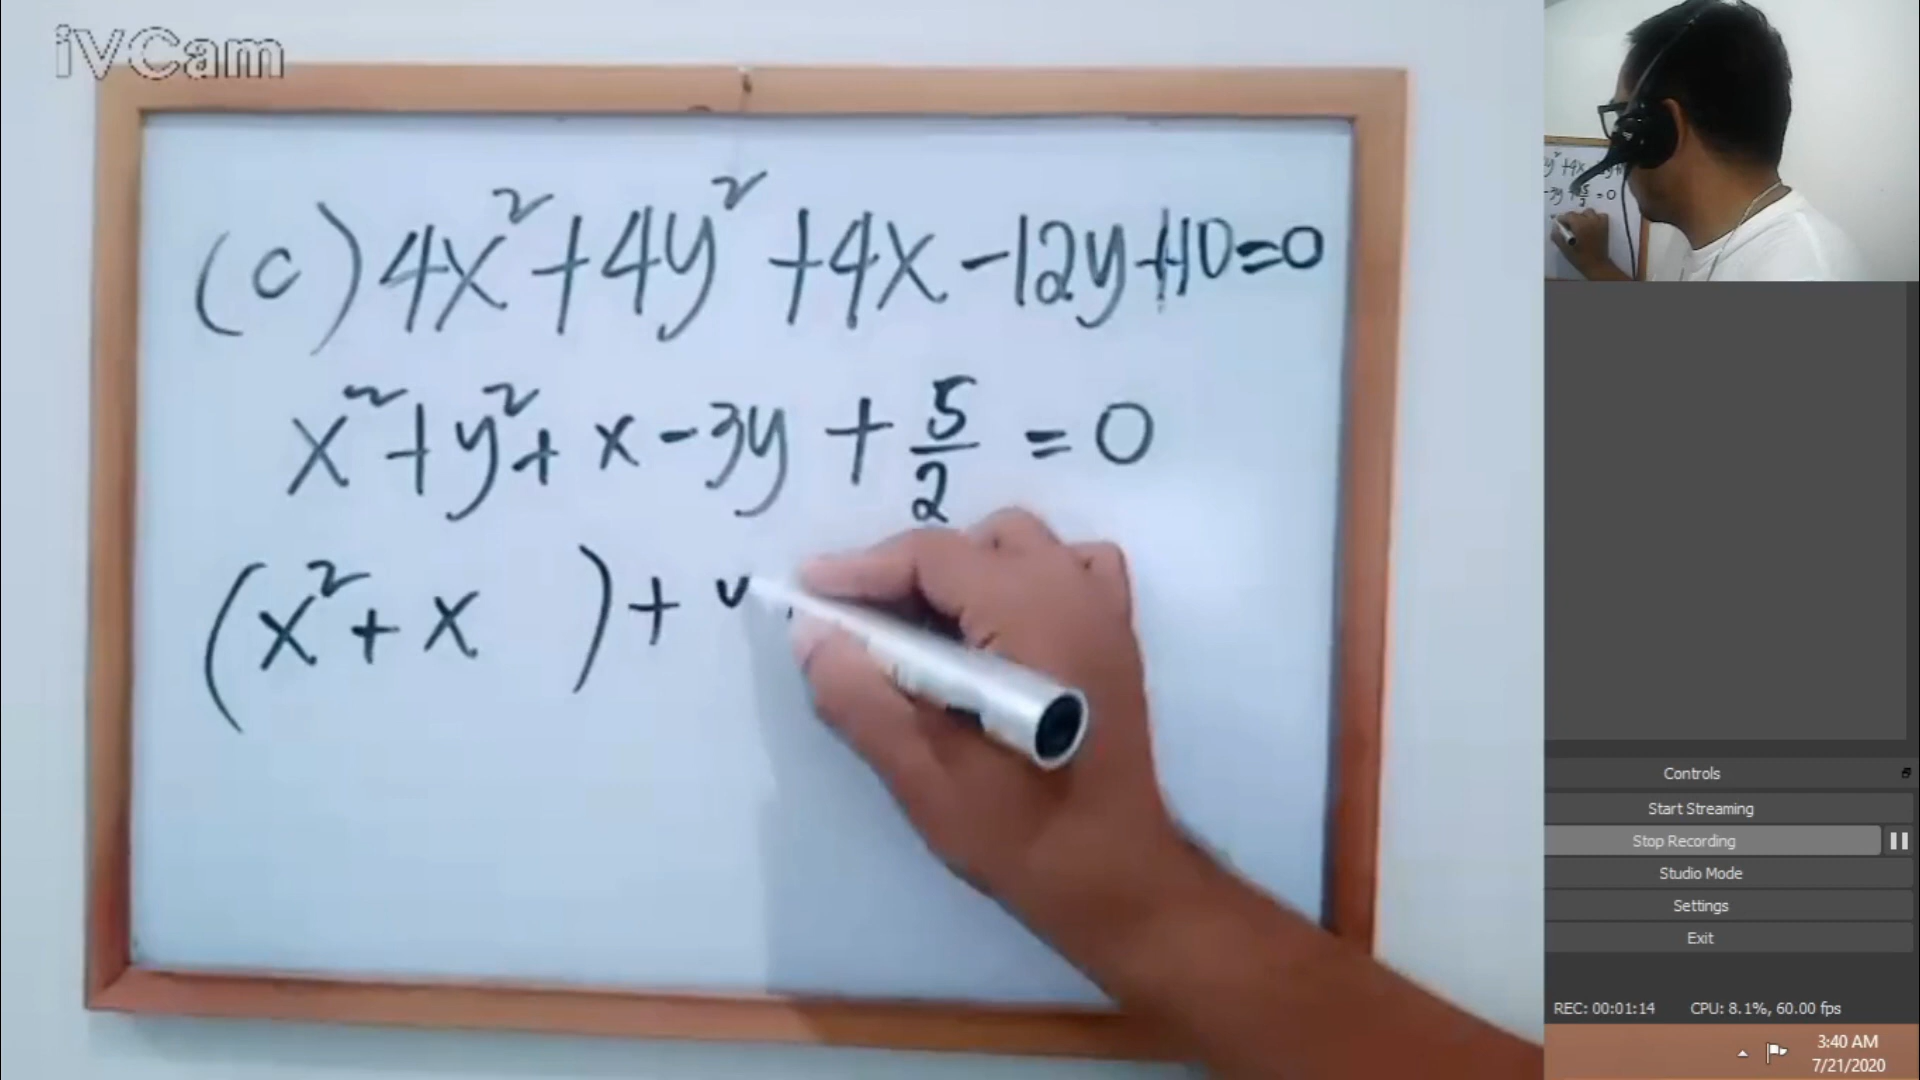 iVCam
(c) 4x² + 4y² + 4x - 12y + 10 = 0
x² + y² + x - 3y + 5/2 = 0
(x² + x ) +
Controls
Start Streaming
Stop Recording
Studio Mode
Settings
Exit
REC: 00:01:14 CPU: 8.1%, 60.00 fps
3:40 AM
7/21/2020